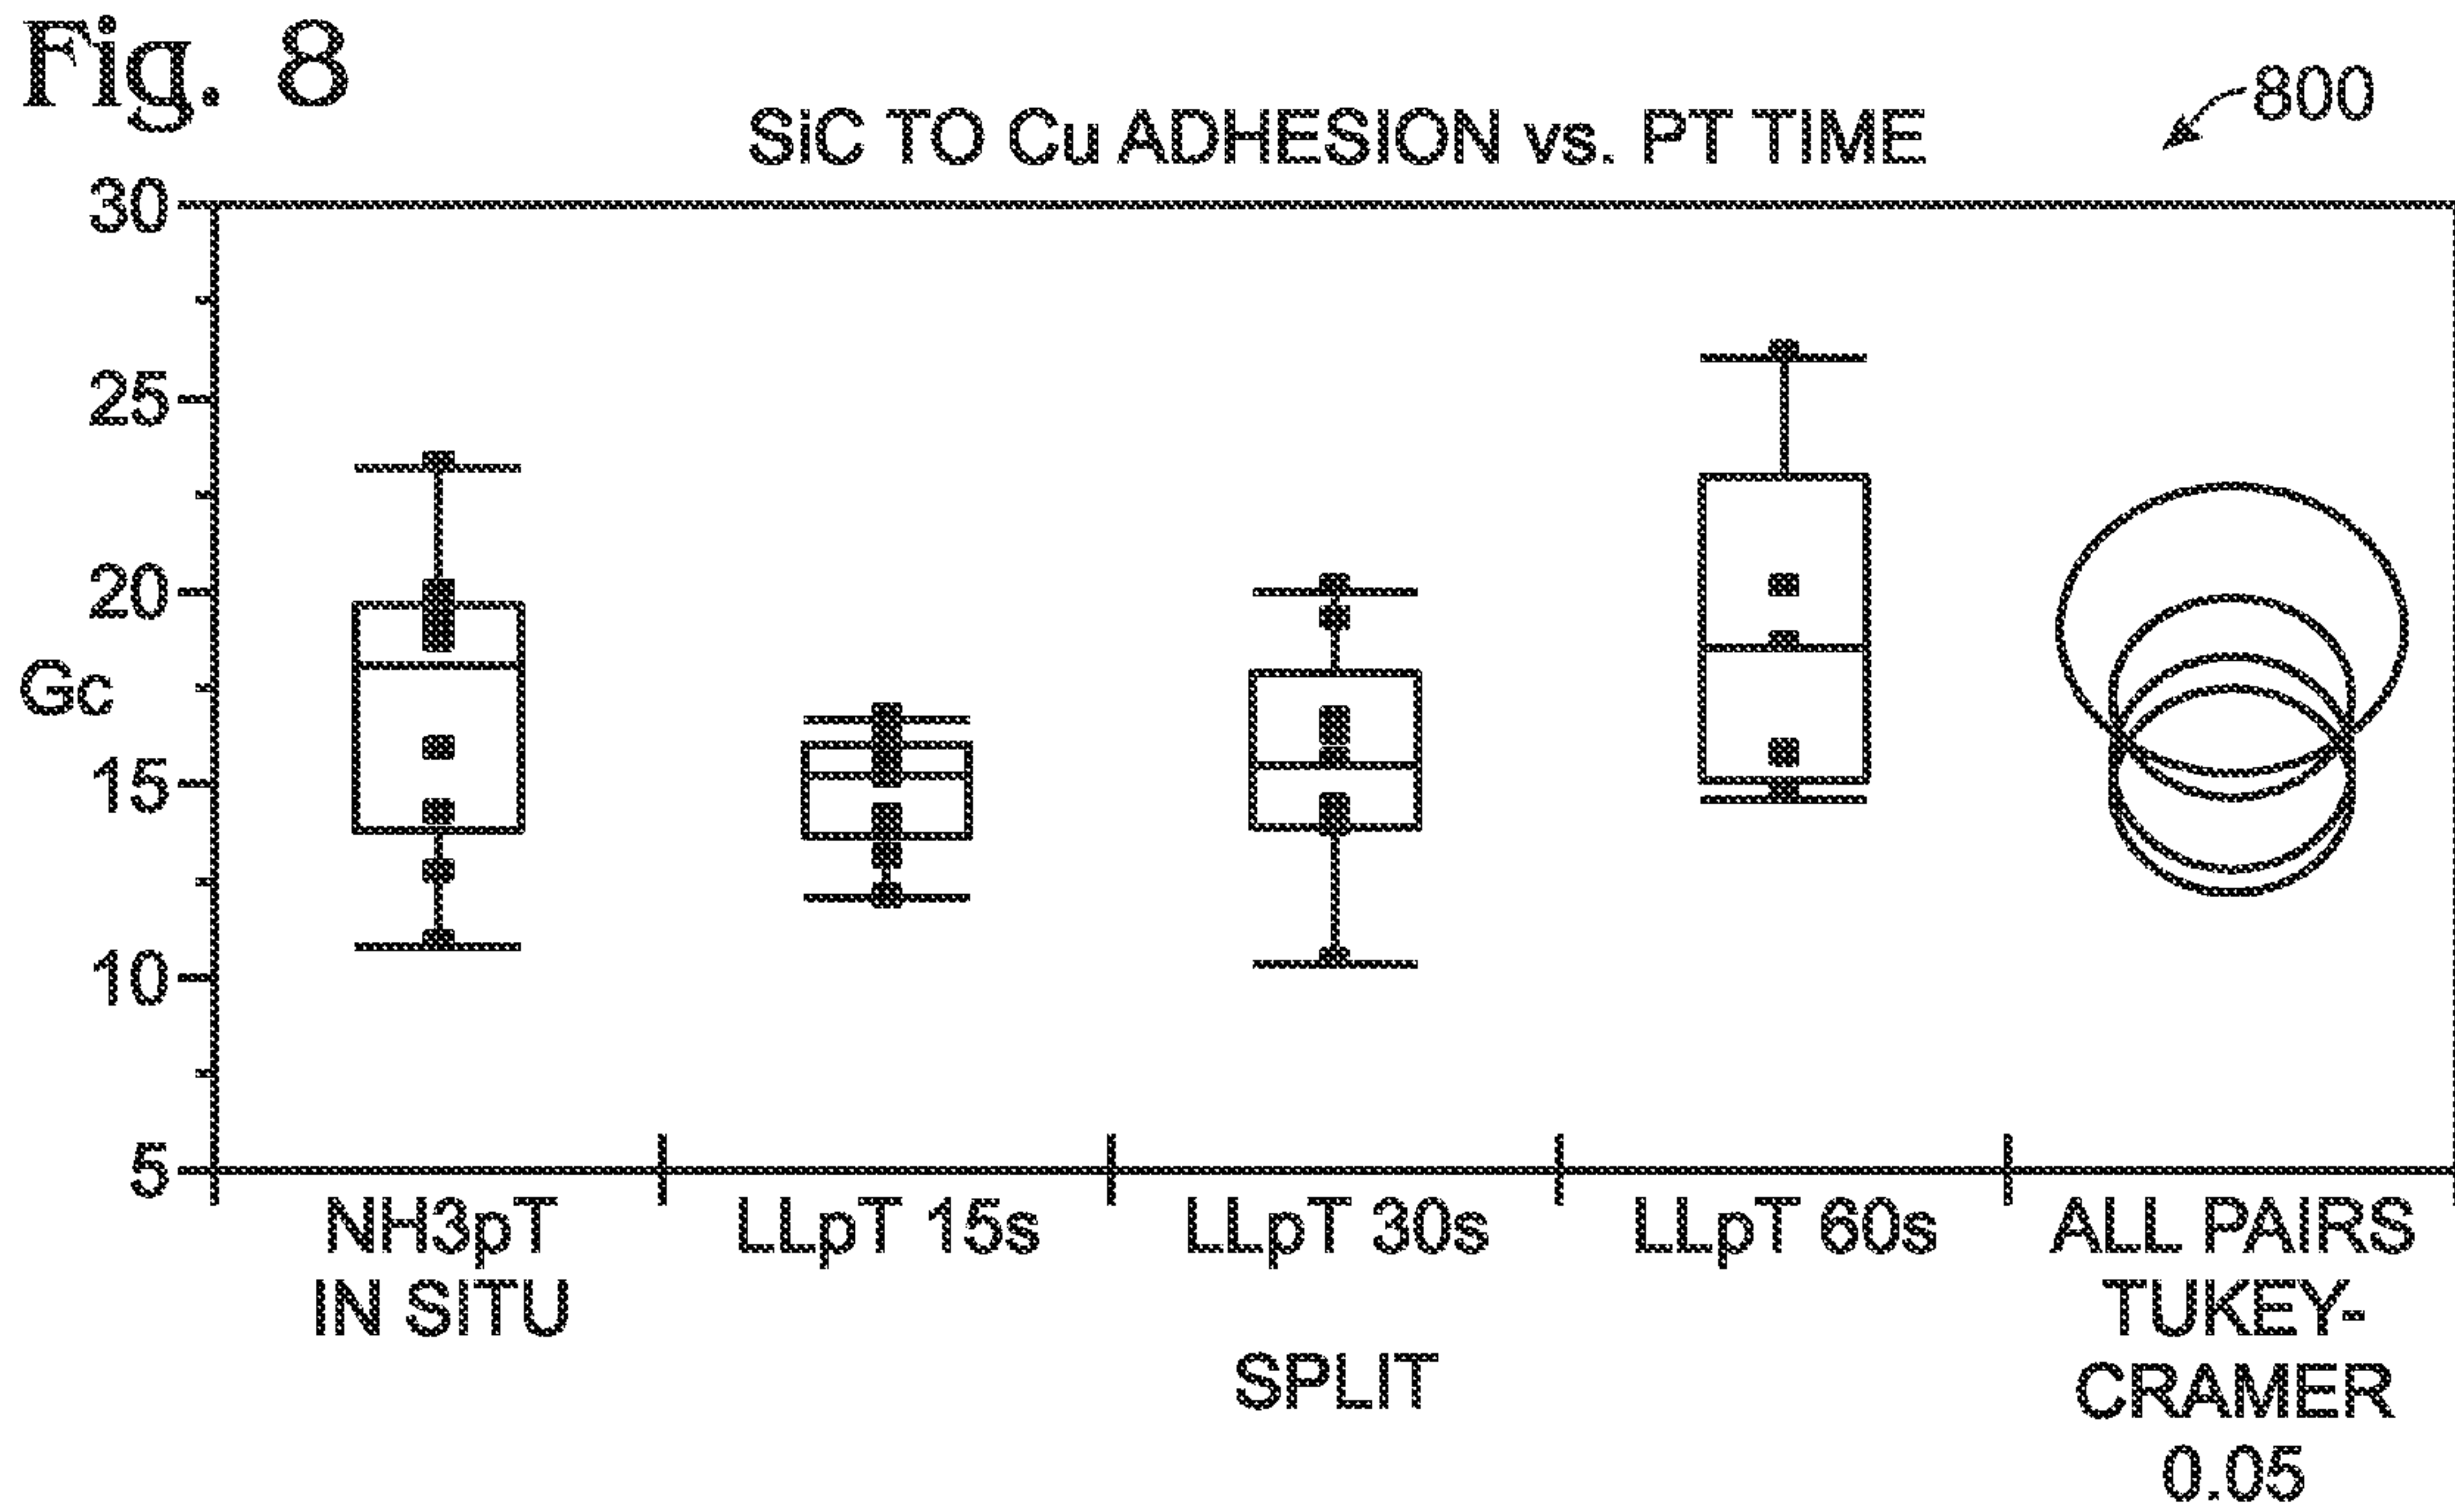 Fig. 8
800
SiC TO Cu ADHESION vs. PT TIME
30
25
20
Gc
15
10
5
NH3pT IN SITU
LLpT 15s
LLpT 30s
LLpT 60s
ALL PAIRS TUKEY-CRAMER 0.05
SPLIT